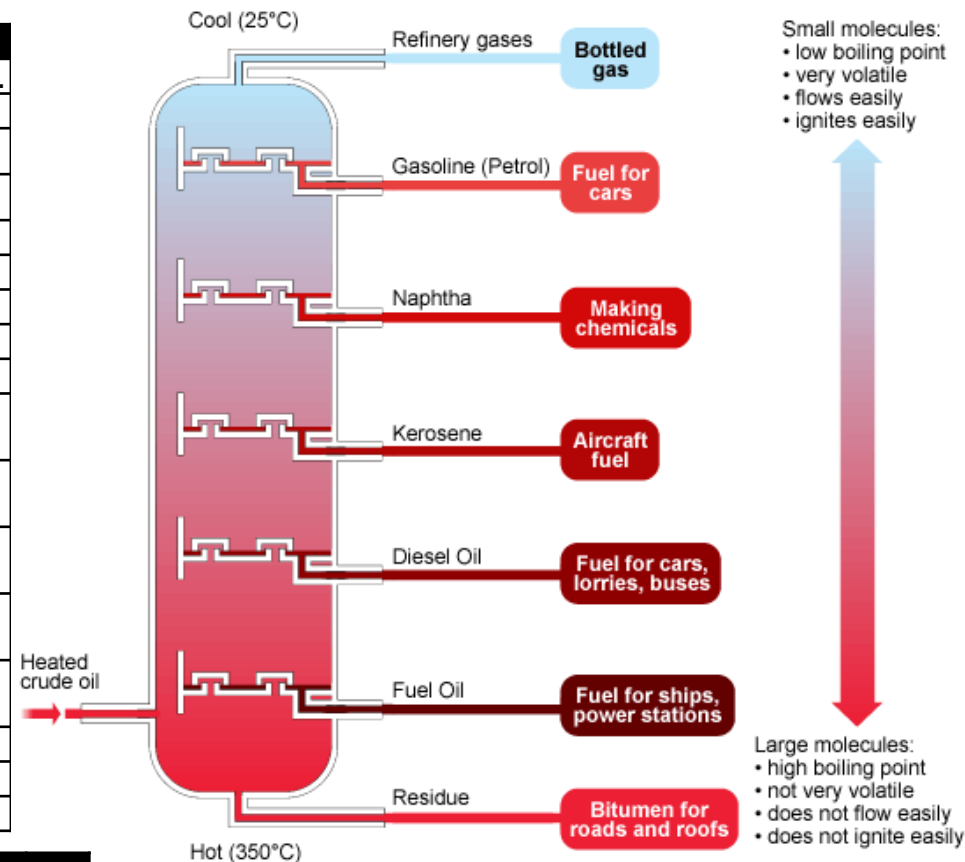 Cool (25°C)
Refinery gases
Bottled
gas
Small molecules:
• low boiling point
• very volatile
• flows easily
• ignites easily
Gasoline (Petrol)
Fuel for
cars
Naphtha
Making
chemicals
Kerosene
Aircraft
fuel
Diesel Oil
Fuel for cars,
lorries, buses
Heated
crude oil
Fuel Oil
Fuel for ships,
power stations
Large molecules:
• high boiling point
• not very volatile
• does not flow easily
• does not ignite easily
Residue
Bitumen for
roads and roofs
Hot (350°C)